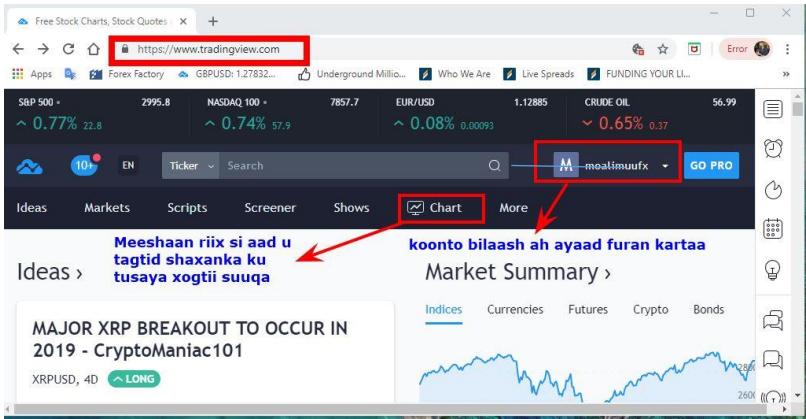 Free Stock Charts, Stock Quotes
https://www.tradingview.com
Error
Apps
Forex Factory
GBPUSD: 1.27832...
Underground Millio...
Who We Are
Live Spreads
FUNDING YOUR LI...
S&P 500 2995.8
0.77% 22.8
NASDAQ 100 7857.7
0.74% 57.9
EUR/USD 1.12885
0.08% 0.00093
CRUDE OIL 56.99
0.65% 0.37
10+
EN
Ticker
Search
moalimuufx
GO PRO
Ideas
Markets
Scripts
Screener
Shows
Chart
More
Meeshaan riix si aad u
tagtid shaxanka ku
tusaya xogtii suuqa
koonto bilaash ah ayaad furan kartaa
Ideas >
MAJOR XRP BREAKOUT TO OCCUR IN
2019 - CryptoManiac101
XRPUSD, 4D LONG
Market Summary >
Indices
Currencies
Futures
Crypto
Bonds
2800
2600